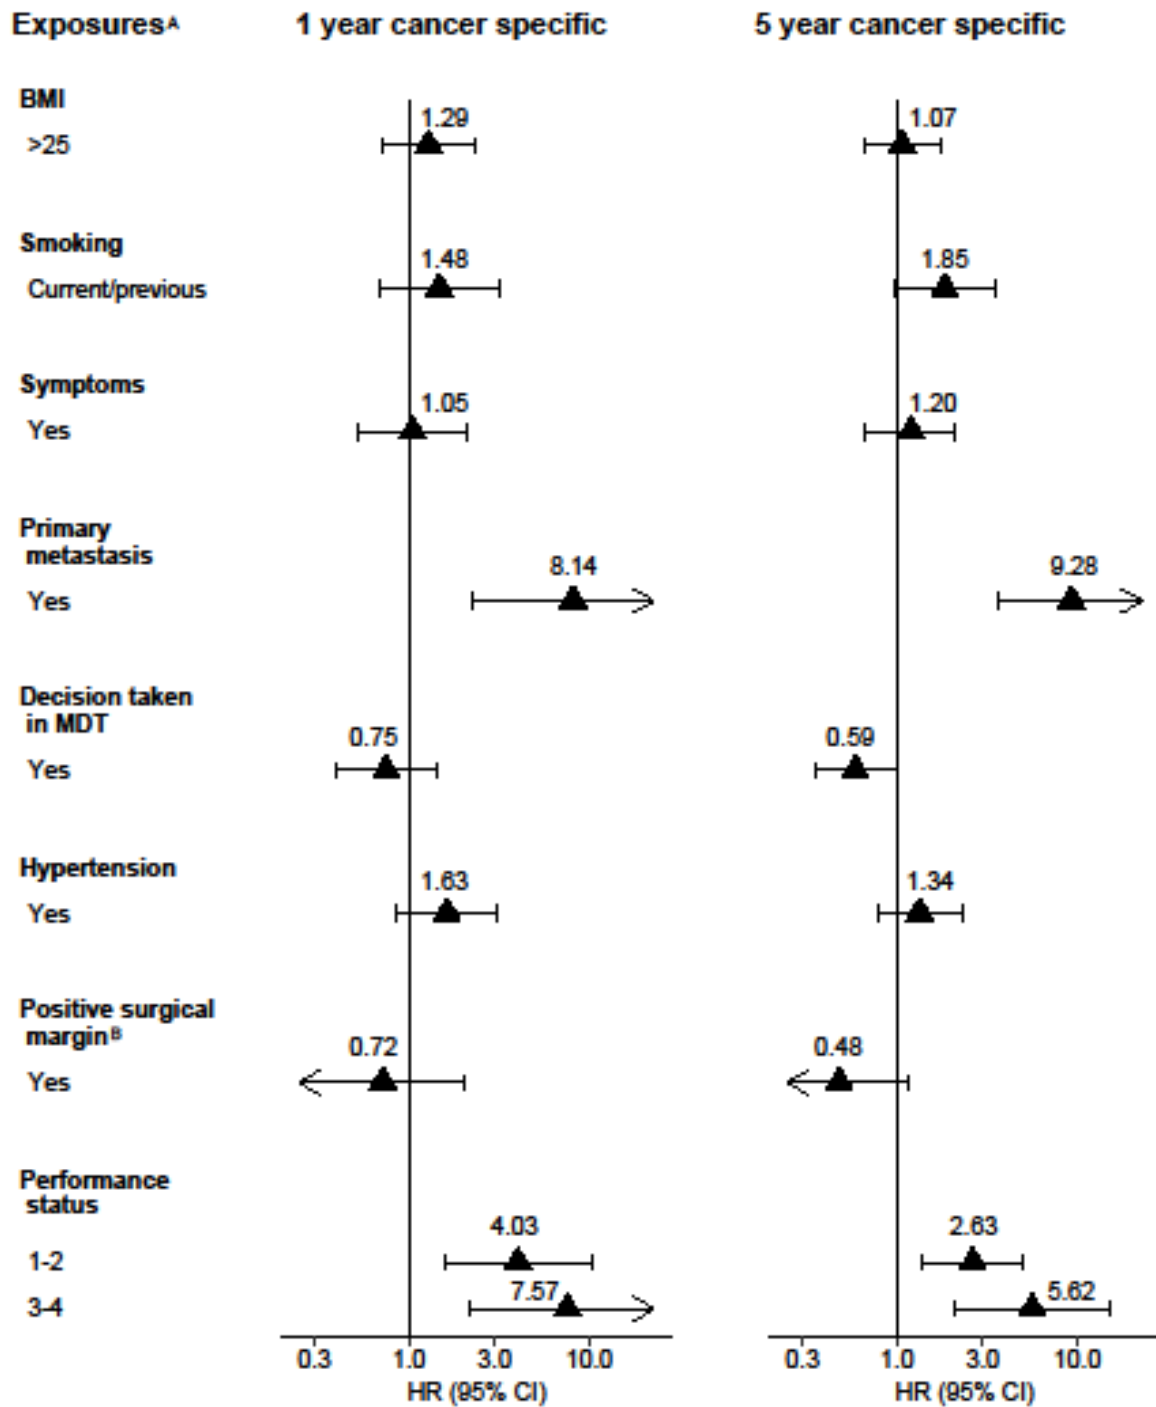 Exposuresᴬ 1 year cancer specific 5 year cancer specific
BMI
1.29 1.07
>25
Smoking
1.48 1.85
Current/previous
Symptoms
1.05 1.20
Yes
Primary
metastasis
8.14 9.28
Yes
Decision taken
in MDT
0.75 0.59
Yes
Hypertension
1.63 1.34
Yes
Positive surgical
marginᴮ
0.72 0.48
Yes
Performance
status
4.03 2.63
1-2
7.57 5.62
3-4
0.3 1.0 3.0 10.0 0.3 1.0 3.0 10.0
HR (95% CI) HR (95% CI)